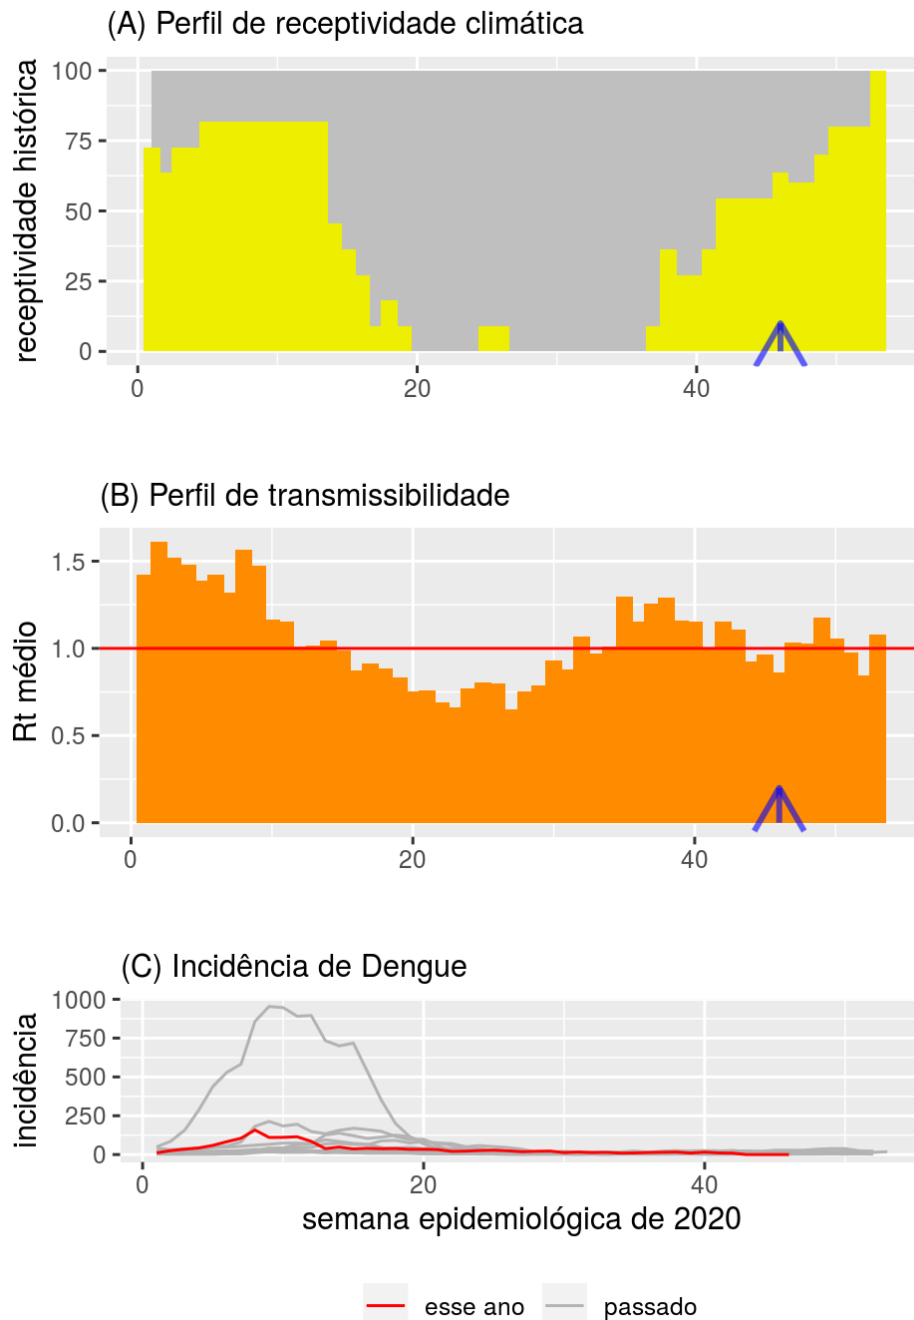 (A) Perfil de receptividade climática
receptividade histórica
100
75
50
25
0
0 20 40
(B) Perfil de transmissibilidade
Rt médio
1.5
1.0
0.5
0.0
0 20 40
(C) Incidência de Dengue
incidência
1000
750
500
250
0
0 20 40
semana epidemiológica de 2020
esse ano passado